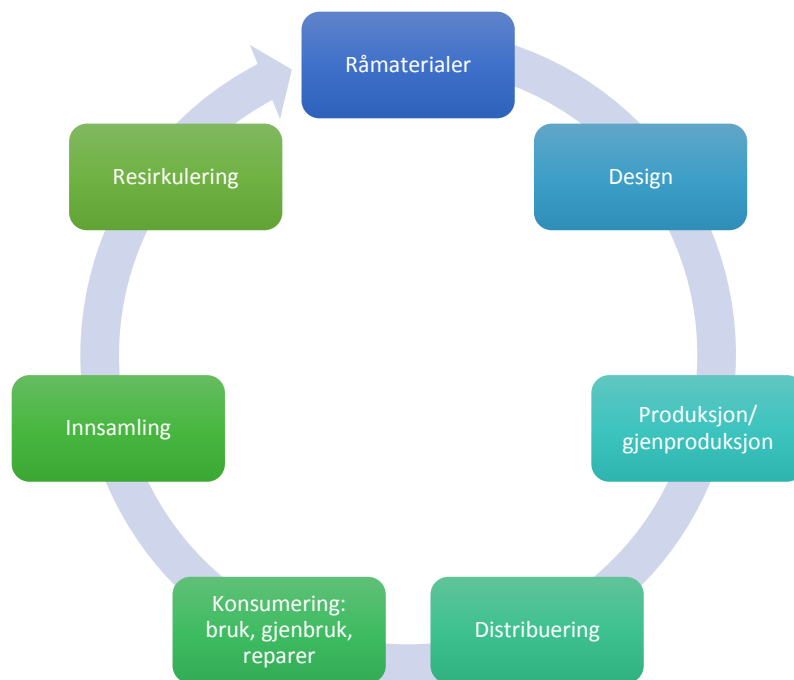 Råmaterialer
Design
Produksjon/
gjenproduksjon
Distribuering
Konsumering:
bruk, gjenbruk,
reparer
Innsamling
Resirkulering